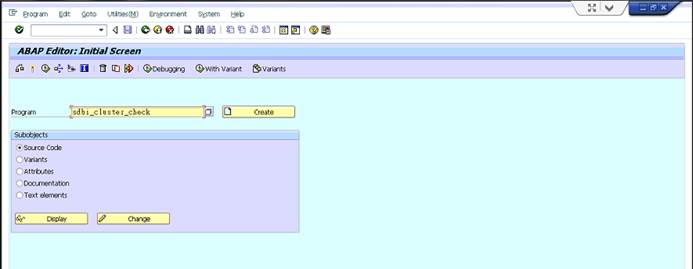 Program Edit Goto Utilities(M) Environment System Help
ABAP Editor: Initial Screen
Debugging With Variant Variants
Program sdbi_cluster_check Create
Subobjects
Source Code
Variants
Attributes
Documentation
Text elements
Display Change